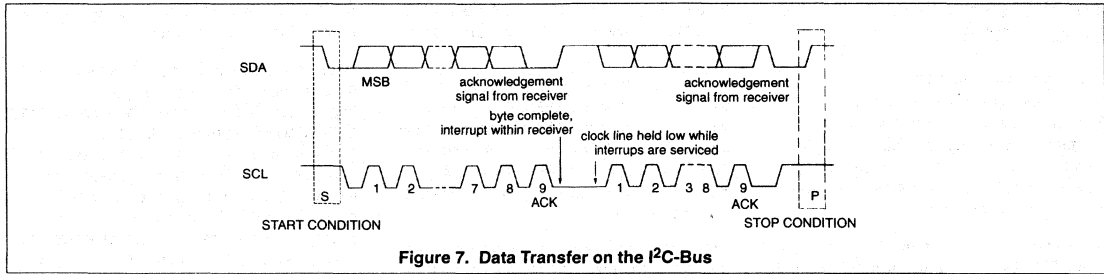 SDA
MSB
acknowledgement
signal from receiver
acknowledgement
signal from receiver
byte complete,
interrupt within receiver
clock line held low while
interrups are serviced
SCL
S
1 2 7 8 9 1 2 3 8 9
P
ACK ACK
START CONDITION STOP CONDITION
Figure 7. Data Transfer on the I²C-Bus